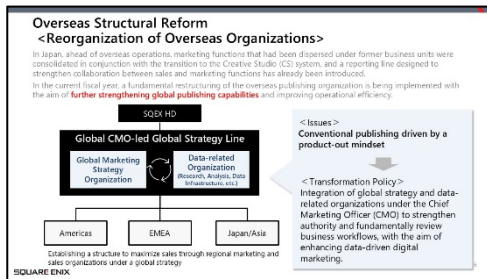 Overseas Structural Reform
<Reorganization of Overseas Organizations>
In Japan, ahead of overseas operations, marketing functions that had been dispersed under former business units were
consolidated in conjunction with the transition to the Creative Studio (CS) system, and a reporting line designed to
strengthen collaboration between sales and marketing functions has already been introduced.
In the current fiscal year, a fundamental restructuring of the overseas publishing organization is being implemented with
the aim of further strengthening global publishing capabilities and improving operational efficiency.
SQEX HD
Global CMO-led Global Strategy Line
Global Marketing
Strategy
Organization
Data-related
Organization
(Research, Analysis, Data
Infrastructure, etc.)
Americas
EMEA
Japan/Asia
Establishing a structure to maximize sales through regional marketing and
sales organizations under a global strategy
<Issues>
Conventional publishing driven by a
product-out mindset
<Transformation Policy>
Integration of global strategy and data-
related organizations under the Chief
Marketing Officer (CMO) to strengthen
authority and fundamentally review
business workflows, with the aim of
enhancing data-driven digital
marketing.
SQUARE ENIX